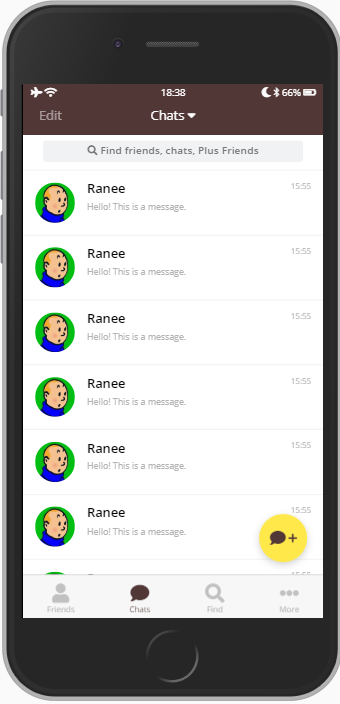 18:38
66%
Edit
Chats
Find friends, chats, Plus Friends
Ranee
15:55
Hello! This is a message.
Ranee
15:55
Hello! This is a message.
Ranee
15:55
Hello! This is a message.
Ranee
15:55
Hello! This is a message.
Ranee
15:55
Hello! This is a message.
Ranee
15:55
Hello! This is a message.
Friends
Chats
Find
More